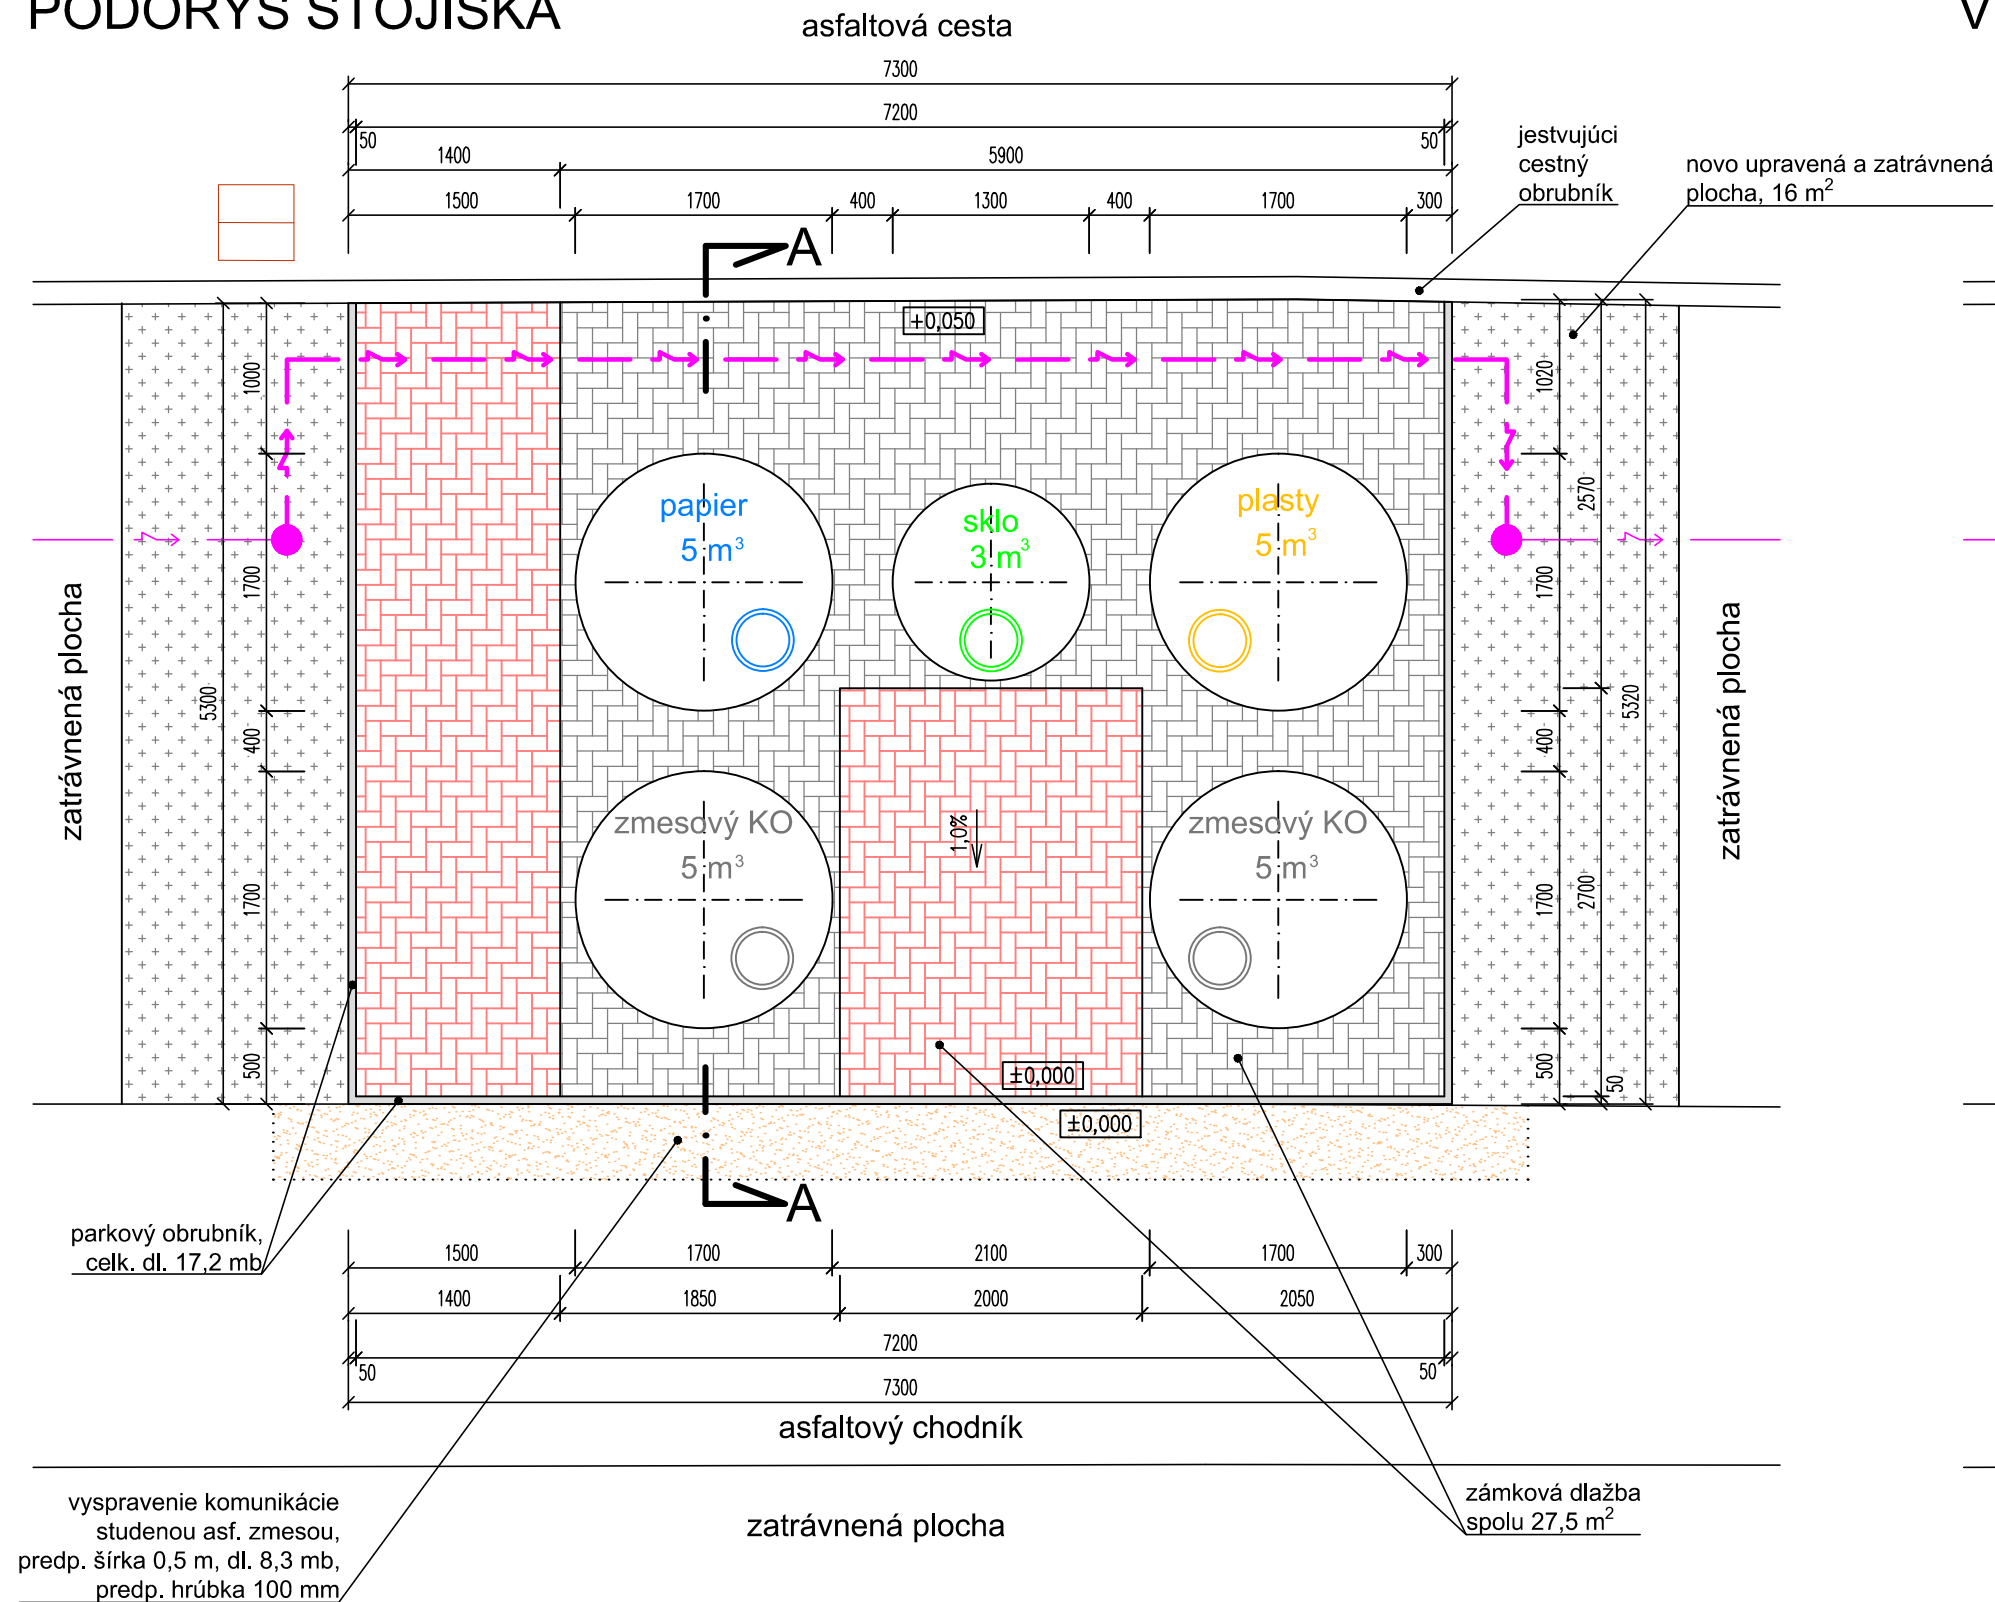 PÔDORYS STOJISKA
V
asfaltová cesta
7300
7200
50
50
1400
5900
1500
1700
400
1300
400
1700
300
jestvujúci
cestný
obrubník
novo upravená a zatrávnená
plocha, 16 m²
A
±0,050
1000
1700
400
1700
500
5300
zatrávnená plocha
papier
5 m³
sklo
3 m³
plasty
5 m³
zmesový KO
5 m³
1,0%
zmesový KO
5 m³
±0,000
±0,000
1020
1700
400
1700
500
2570
2700
50
5320
zatrávnená plocha
A
parkový obrubník,
celk. dl. 17,2 mb
1500
1700
2100
1700
300
1400
1850
2000
2050
7200
50
50
7300
asfaltový chodník
vyspravenie komunikácie
studenou asf. zmesou,
predp. šírka 0,5 m, dl. 8,3 mb,
predp. hrúbka 100 mm
zatrávnená plocha
zámková dlažba
spolu 27,5 m²